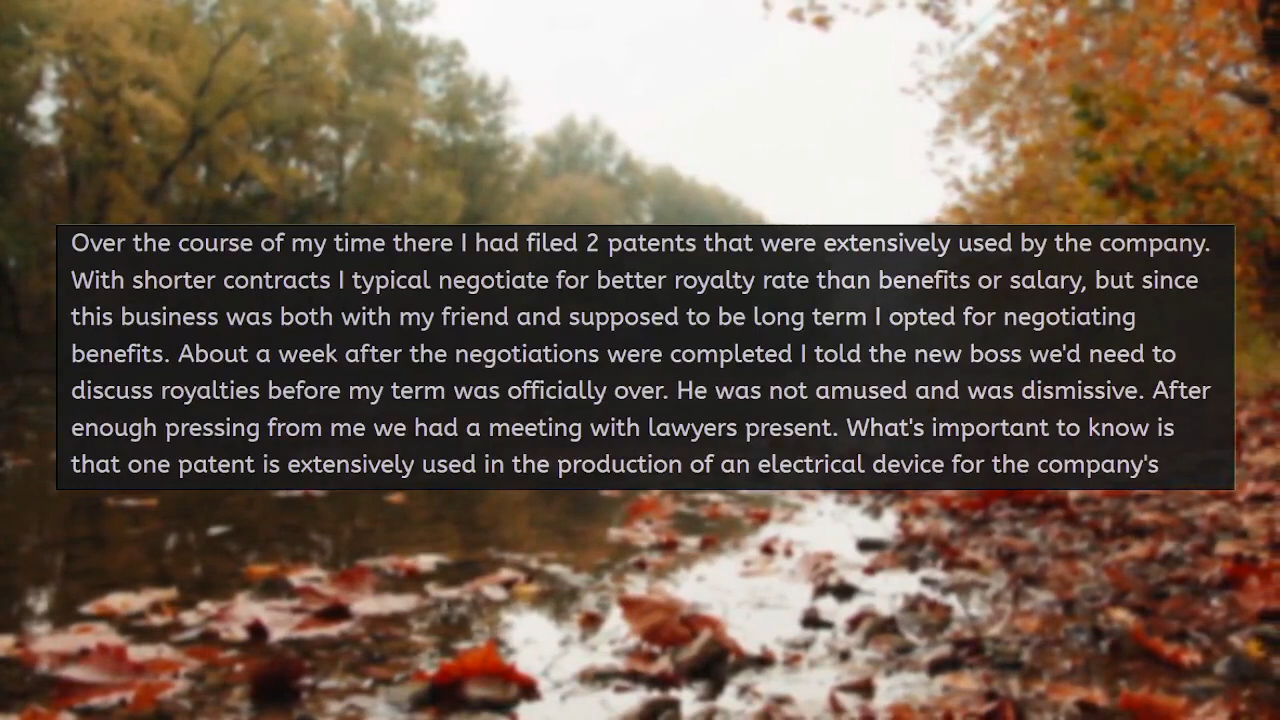 Over the course of my time there I had filed 2 patents that were extensively used by the company.
With shorter contracts I typical negotiate for better royalty rate than benefits or salary, but since
this business was both with my friend and supposed to be long term I opted for negotiating
benefits. About a week after the negotiations were completed I told the new boss we'd need to
discuss royalties before my term was officially over. He was not amused and was dismissive. After
enough pressing from me we had a meeting with lawyers present. What's important to know is
that one patent is extensively used in the production of an electrical device for the company's